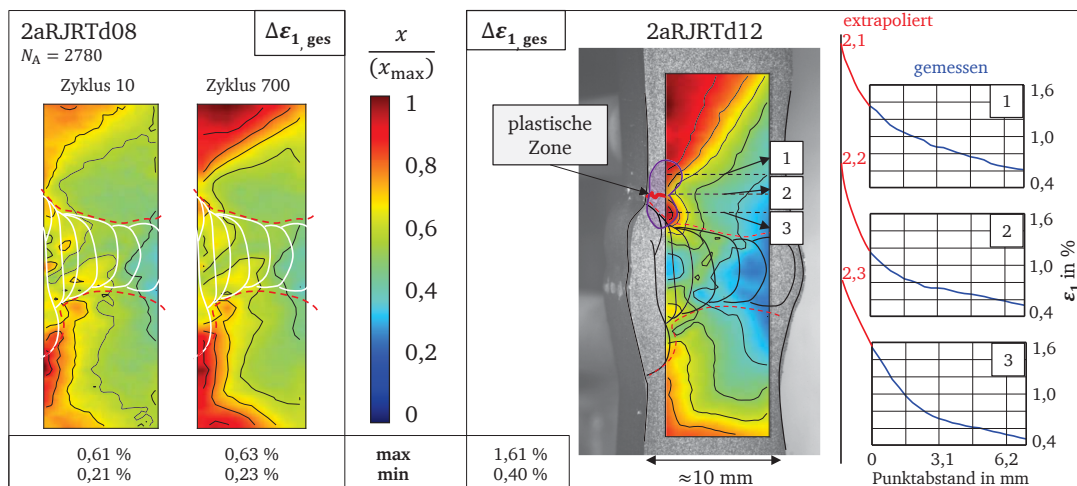 2aRJRTd08
Δε1, ges
N_A = 2780
Zyklus 10
Zyklus 700
x
(x_max)
1
0,8
0,6
0,4
0,2
0
0,61 %
0,63 %
max
0,21 %
0,23 %
min
Δε1, ges
2aRJRTd12
plastische
Zone
1
2
3
1,61 %
0,40 %
≈10 mm
extrapoliert
2,1
gemessen
1
1,6
1,0
0,4
2,2
2
1,6
1,0
0,4
2,3
3
1,6
1,0
0,4
ε1 in %
0
3,1
6,2
Punktabstand in mm